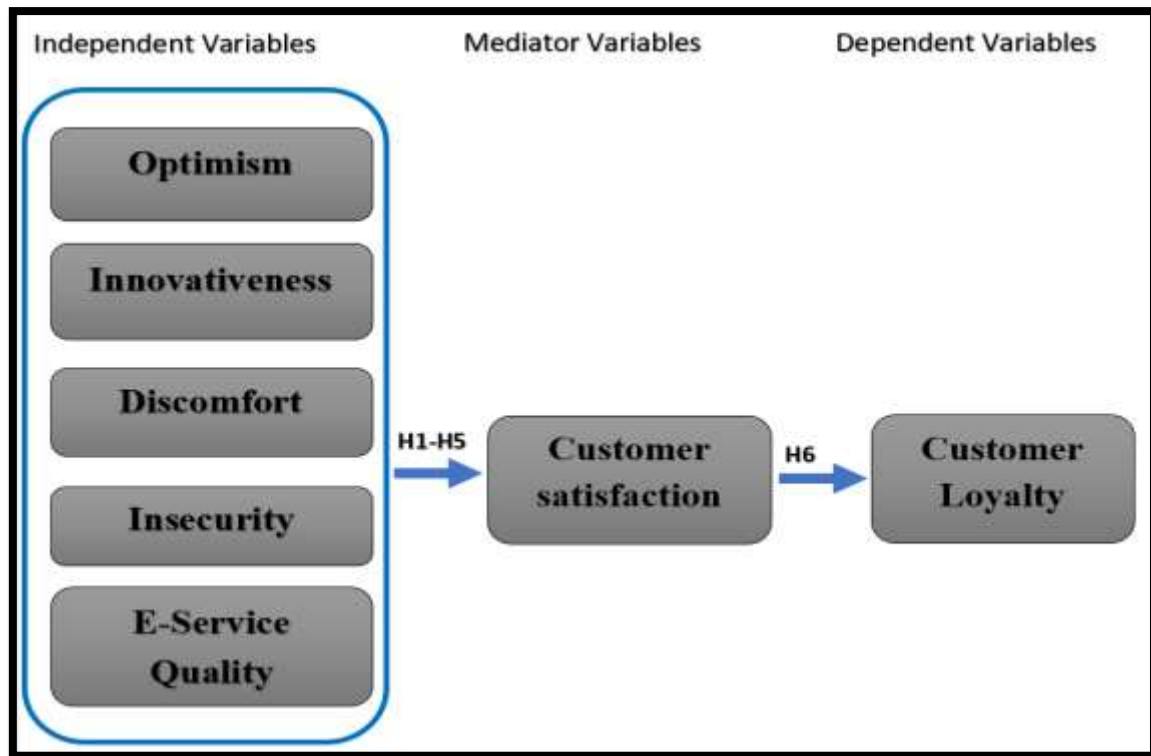 Independent Variables
Mediator Variables
Dependent Variables
Optimism
Innovativeness
Discomfort
Insecurity
E-Service
Quality
H1-H5
Customer
satisfaction
H6
Customer
Loyalty